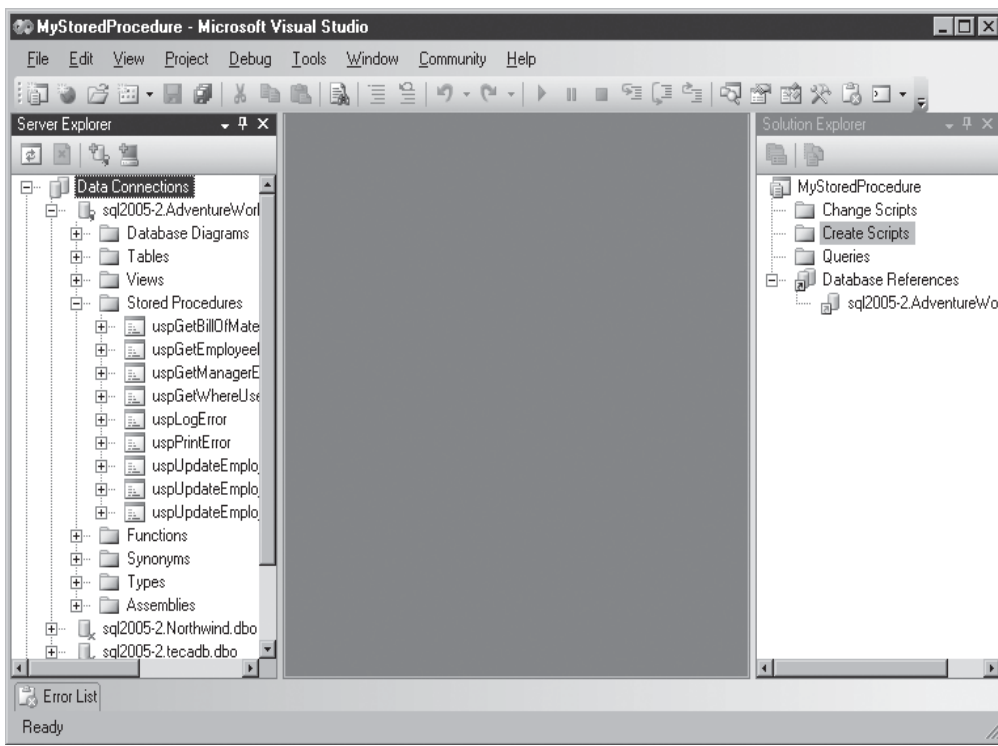 MyStoredProcedure - Microsoft Visual Studio
File Edit View Project Debug Tools Window Community Help
Server Explorer
Data Connections
sql2005-2.AdventureWorl
Database Diagrams
Tables
Views
Stored Procedures
uspGetBillOfMate
uspGetEmployeeI
uspGetManagerE
uspGetWhereUse
uspLogError
uspPrintError
uspUpdateEmplo
uspUpdateEmplo
uspUpdateEmplo
Functions
Synonyms
Types
Assemblies
sql2005-2.Northwind.dbo
sql2005-2.tecadb.dbo
Solution Explorer
MyStoredProcedure
Change Scripts
Create Scripts
Queries
Database References
sql2005-2.AdventureWo
Error List
Ready